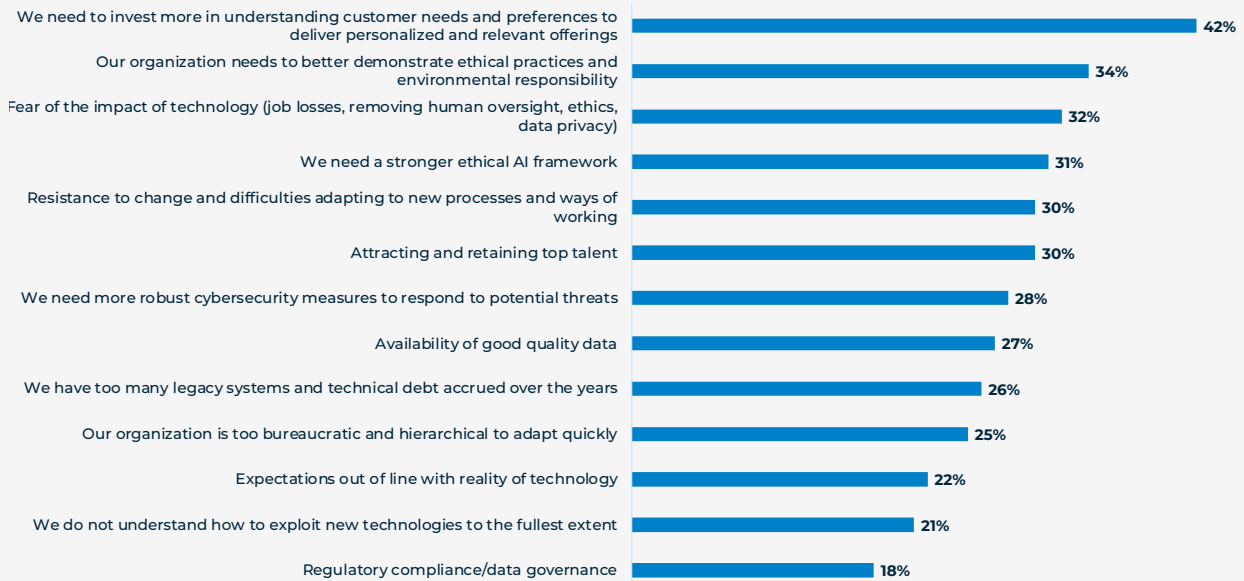 We need to invest more in understanding customer needs and preferences to
deliver personalized and relevant offerings
42%
Our organization needs to better demonstrate ethical practices and
environmental responsibility
34%
Fear of the impact of technology (job losses, removing human oversight, ethics,
data privacy)
32%
We need a stronger ethical AI framework
31%
Resistance to change and difficulties adapting to new processes and ways of
working
30%
Attracting and retaining top talent
30%
We need more robust cybersecurity measures to respond to potential threats
28%
Availability of good quality data
27%
We have too many legacy systems and technical debt accrued over the years
26%
Our organization is too bureaucratic and hierarchical to adapt quickly
25%
Expectations out of line with reality of technology
22%
We do not understand how to exploit new technologies to the fullest extent
21%
Regulatory compliance/data governance
18%